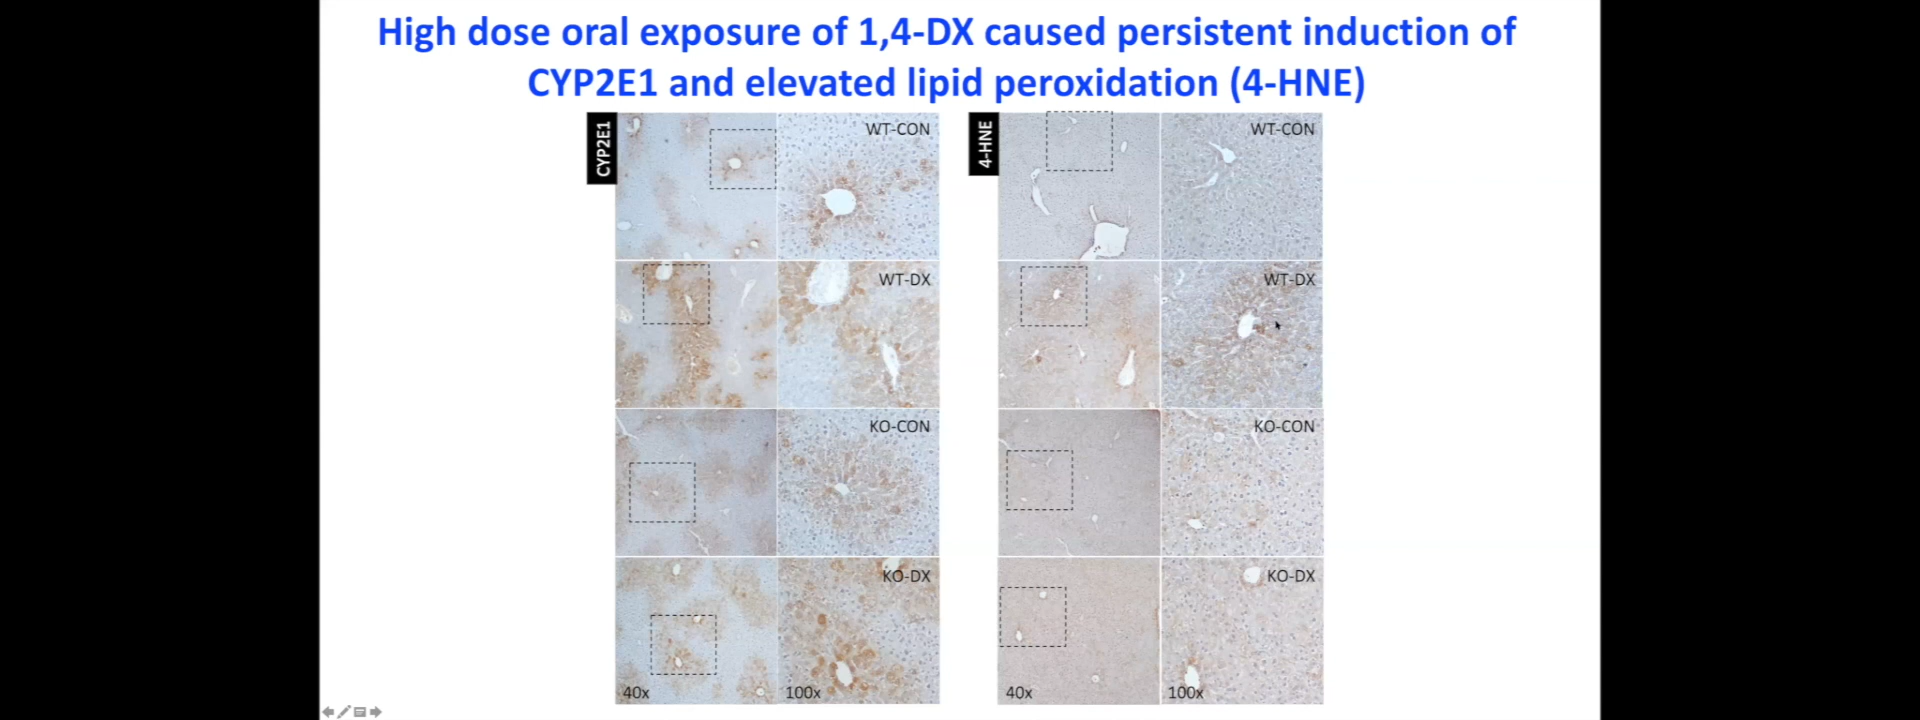 High dose oral exposure of 1,4-DX caused persistent induction of
CYP2E1 and elevated lipid peroxidation (4-HNE)
CYP2E1
WT-CON
WT-DX
KO-CON
KO-DX
40x
100x
4-HNE
WT-CON
WT-DX
KO-CON
KO-DX
40x
100x